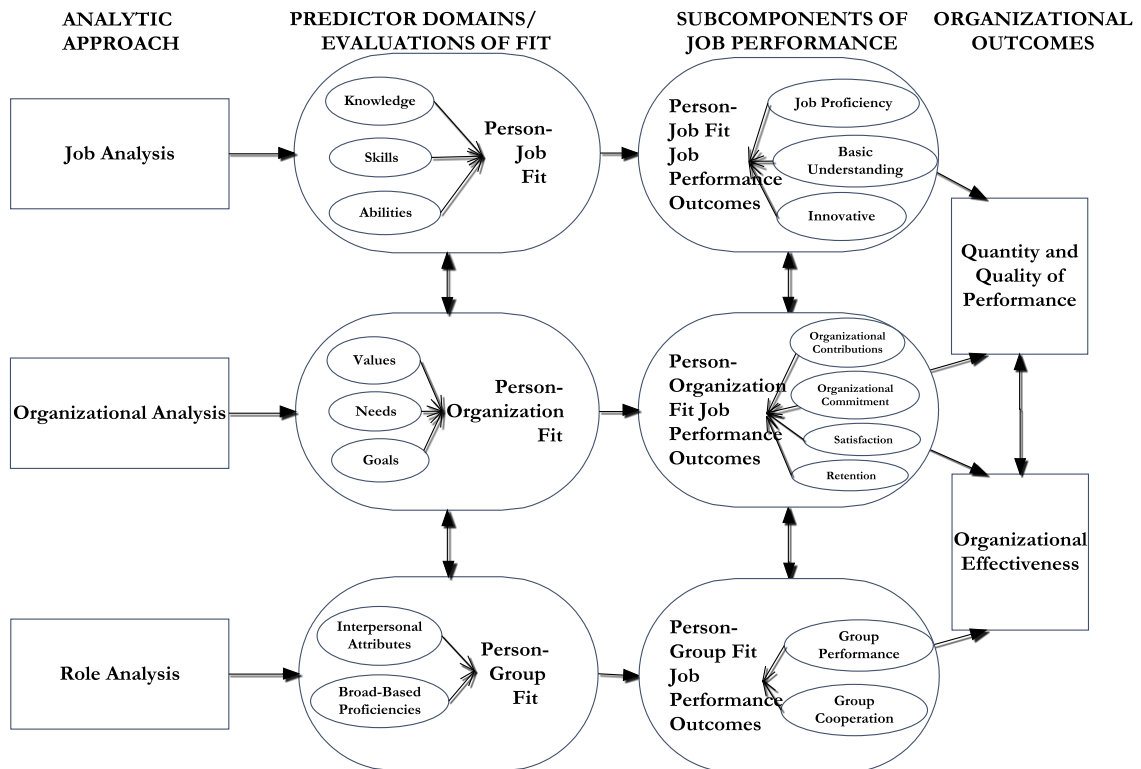 ANALYTIC
APPROACH
PREDICTOR DOMAINS/
EVALUATIONS OF FIT
SUBCOMPONENTS OF
JOB PERFORMANCE
ORGANIZATIONAL
OUTCOMES
Job Analysis
Knowledge
Skills
Abilities
Person-
Job
Fit
Person-
Job Fit
Job
Performance
Outcomes
Job Proficiency
Basic
Understanding
Innovative
Quantity and
Quality of
Performance
Organizational Analysis
Values
Needs
Goals
Person-
Organization
Fit
Person-
Organization
Fit Job
Performance
Outcomes
Organizational
Contributions
Organizational
Commitment
Satisfaction
Retention
Organizational
Effectiveness
Role Analysis
Interpersonal
Attributes
Broad-Based
Proficiencies
Person-
Group
Fit
Person-
Group Fit
Job
Performance
Outcomes
Group
Performance
Group
Cooperation